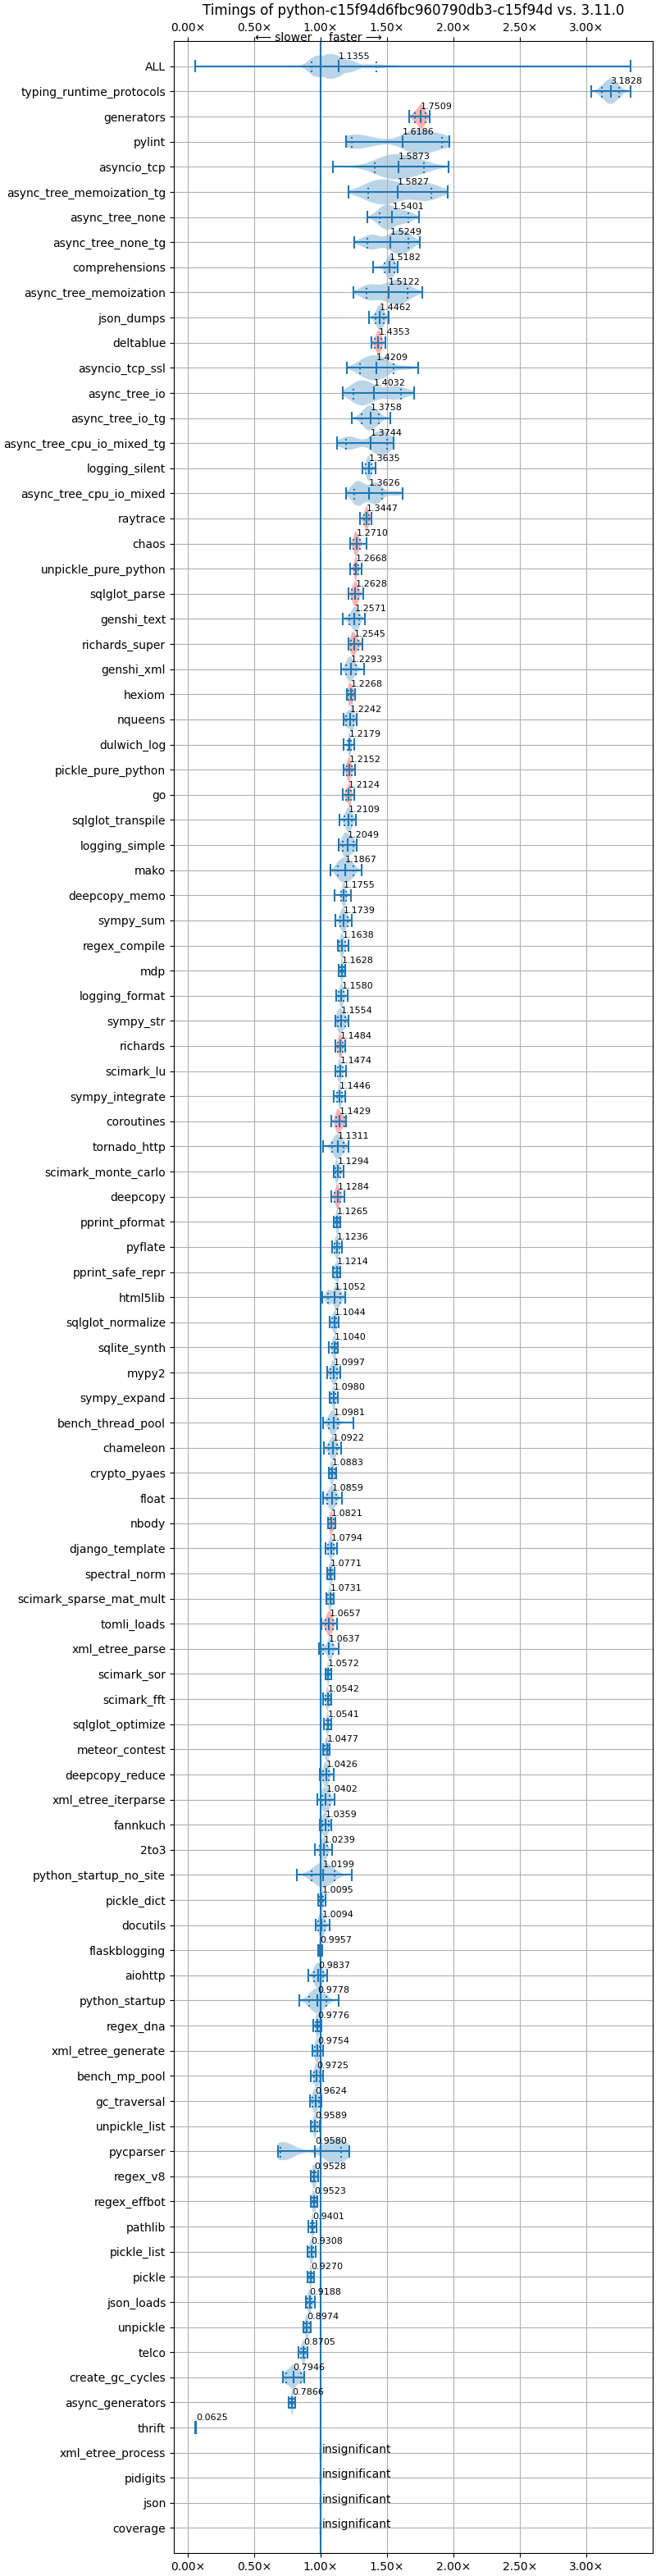 Timings of python-c15f94d6fbc960790db3-c15f94d vs. 3.11.0
0.00× 0.50× 1.00× 1.50× 2.00× 2.50× 3.00×
⟵ slower faster ⟶
ALL 1.1355
typing_runtime_protocols 3.1828
generators 1.7509
pylint 1.6186
asyncio_tcp 1.5873
async_tree_memoization_tg 1.5827
async_tree_none 1.5401
async_tree_none_tg 1.5249
comprehensions 1.5182
async_tree_memoization 1.5122
json_dumps 1.4462
deltablue 1.4353
asyncio_tcp_ssl 1.4209
async_tree_io 1.4032
async_tree_io_tg 1.3758
async_tree_cpu_io_mixed_tg 1.3744
logging_silent 1.3635
async_tree_cpu_io_mixed 1.3626
raytrace 1.3447
chaos 1.2710
unpickle_pure_python 1.2668
sqlglot_parse 1.2628
genshi_text 1.2571
richards_super 1.2545
genshi_xml 1.2293
hexiom 1.2268
nqueens 1.2242
dulwich_log 1.2179
pickle_pure_python 1.2152
go 1.2124
sqlglot_transpile 1.2109
logging_simple 1.2049
mako 1.1867
deepcopy_memo 1.1755
sympy_sum 1.1739
regex_compile 1.1638
mdp 1.1628
logging_format 1.1580
sympy_str 1.1554
richards 1.1484
scimark_lu 1.1474
sympy_integrate 1.1446
coroutines 1.1429
tornado_http 1.1311
scimark_monte_carlo 1.1294
deepcopy 1.1284
pprint_pformat 1.1265
pyflate 1.1236
pprint_safe_repr 1.1214
html5lib 1.1052
sqlglot_normalize 1.1044
sqlite_synth 1.1040
mypy2 1.0997
sympy_expand 1.0980
bench_thread_pool 1.0981
chameleon 1.0922
crypto_pyaes 1.0883
float 1.0859
nbody 1.0821
django_template 1.0794
spectral_norm 1.0771
scimark_sparse_mat_mult 1.0731
tomli_loads 1.0657
xml_etree_parse 1.0637
scimark_sor 1.0572
scimark_fft 1.0542
sqlglot_optimize 1.0541
meteor_contest 1.0477
deepcopy_reduce 1.0426
xml_etree_iterparse 1.0402
fannkuch 1.0359
2to3 1.0239
python_startup_no_site 1.0199
pickle_dict 1.0095
docutils 1.0094
flaskblogging 0.9957
aiohttp 0.9837
python_startup 0.9778
regex_dna 0.9776
xml_etree_generate 0.9754
bench_mp_pool 0.9725
gc_traversal 0.9624
unpickle_list 0.9589
pycparser 0.9580
regex_v8 0.9528
regex_effbot 0.9523
pathlib 0.9401
pickle_list 0.9308
pickle 0.9270
json_loads 0.9188
unpickle 0.8974
telco 0.8705
create_gc_cycles 0.7946
async_generators 0.7866
thrift 0.0625
xml_etree_process insignificant
pidigits insignificant
json insignificant
coverage insignificant
0.00× 0.50× 1.00× 1.50× 2.00× 2.50× 3.00×